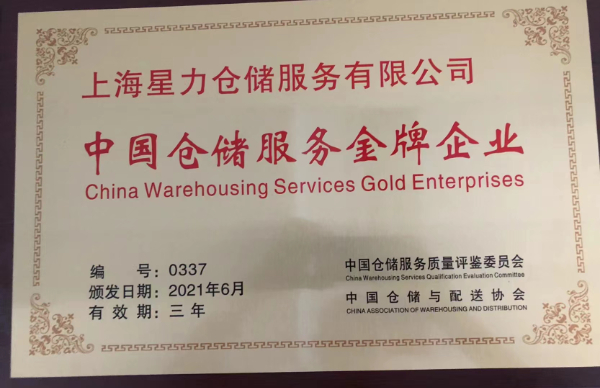 上海星力仓储服务有限公司
中国仓储服务金牌企业
China Warehousing Services Gold Enterprises
编 号：0337
颁发日期：2021年6月
有 效 期：三年
中国仓储服务质量评鉴委员会
China Warehousing Services Qualification Evaluation Committee
中国仓储与配送协会
CHINA ASSOCIATION OF WAREHOUSING AND DISTRIBUTION